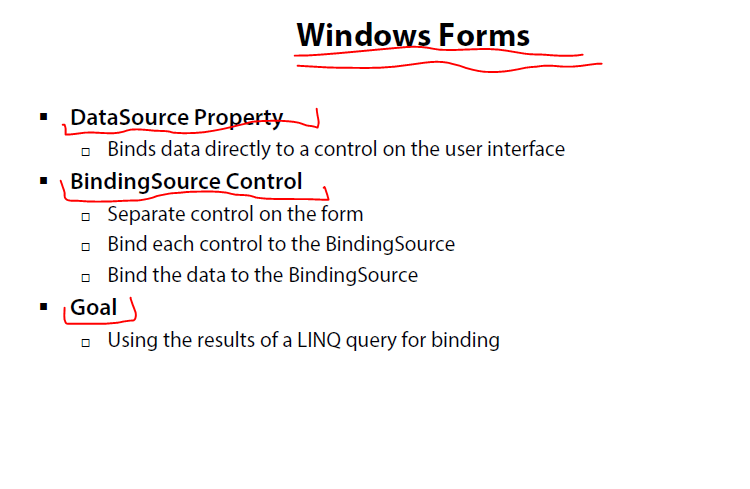 Windows Forms
▪ DataSource Property
▫ Binds data directly to a control on the user interface
▪ BindingSource Control
▫ Separate control on the form
▫ Bind each control to the BindingSource
▫ Bind the data to the BindingSource
▪ Goal
▫ Using the results of a LINQ query for binding